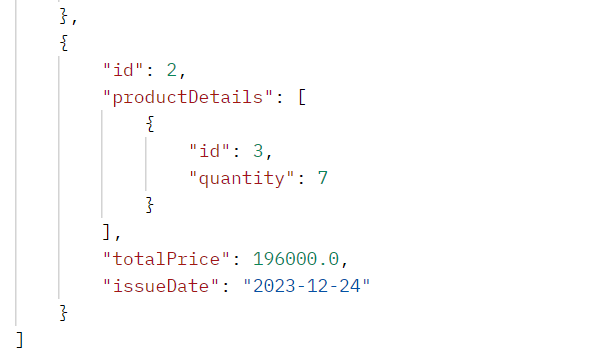 },
{
"id": 2,
"productDetails": [
{
"id": 3,
"quantity": 7
}
],
"totalPrice": 196000.0,
"issueDate": "2023-12-24"
}
]